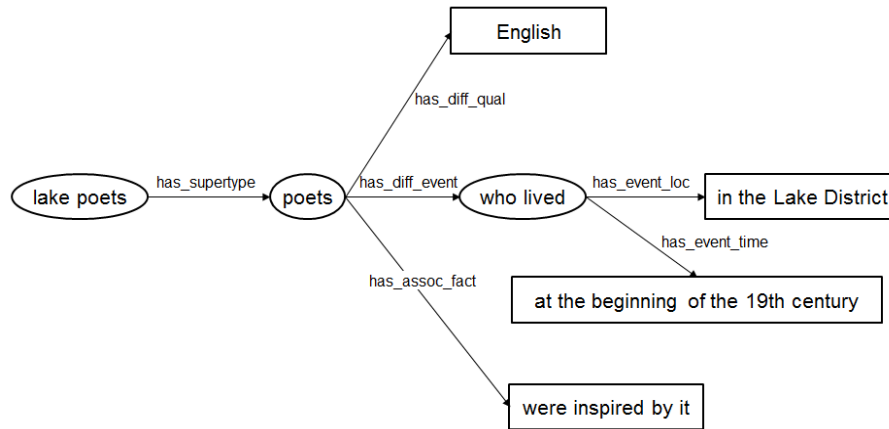 English
has_diff_qual
lake poets
has_supertype
poets
has_diff_event
who lived
has_event_loc
in the Lake District
has_event_time
has_assoc_fact
at the beginning of the 19th century
were inspired by it